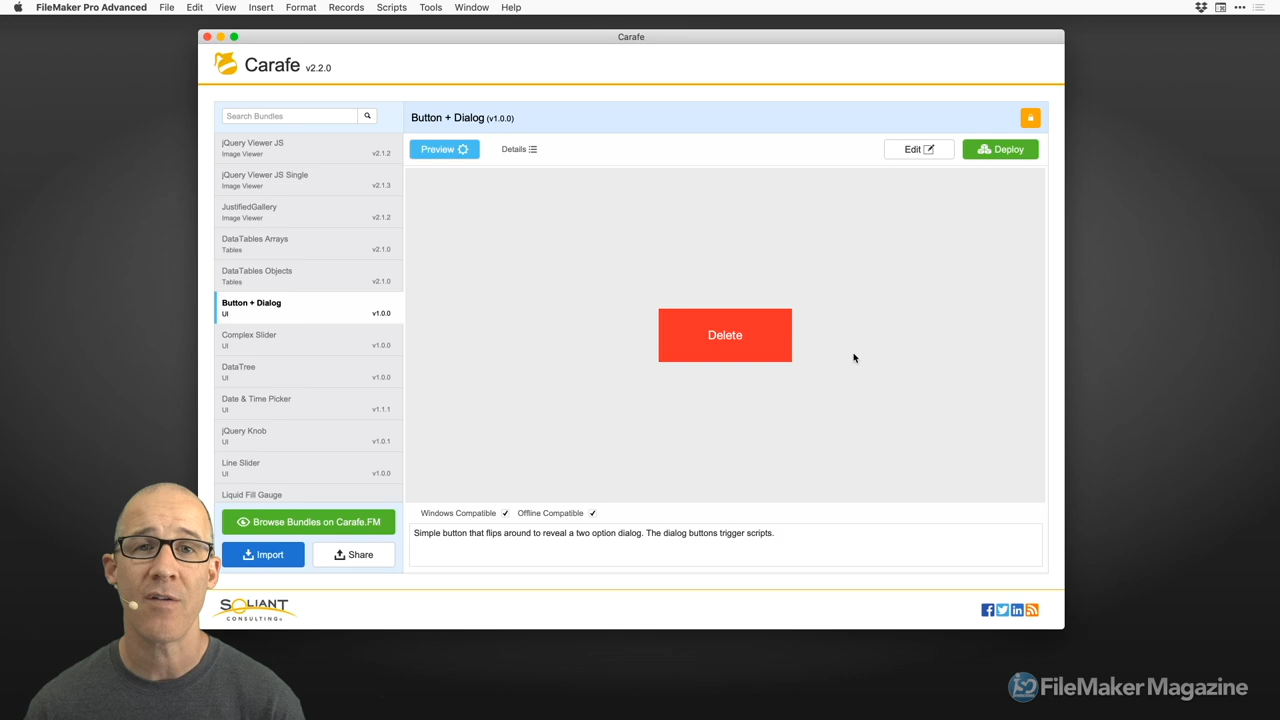 FileMaker Pro Advanced File Edit View Insert Format Records Scripts Tools Window Help
Carafe
Carafe v2.2.0
Search Bundles
Button + Dialog (v1.0.0)
Preview
Details
Edit
Deploy
jQuery Viewer JS
Image Viewer v2.1.2
jQuery Viewer JS Single
Image Viewer v2.1.3
JustifiedGallery
Image Viewer v2.1.2
DataTables Arrays
Tables v2.1.0
DataTables Objects
Tables v2.1.0
Button + Dialog
UI v1.0.0
Complex Slider
UI v1.0.0
DataTree
UI v1.0.0
Date & Time Picker
UI v1.1.1
jQuery Knob
UI v1.0.1
Line Slider
UI v1.0.0
Liquid Fill Gauge
Delete
Windows Compatible Offline Compatible
Simple button that flips around to reveal a two option dialog. The dialog buttons trigger scripts.
Browse Bundles on Carafe.FM
Import Share
SOLIANT
CONSULTING
FileMaker Magazine